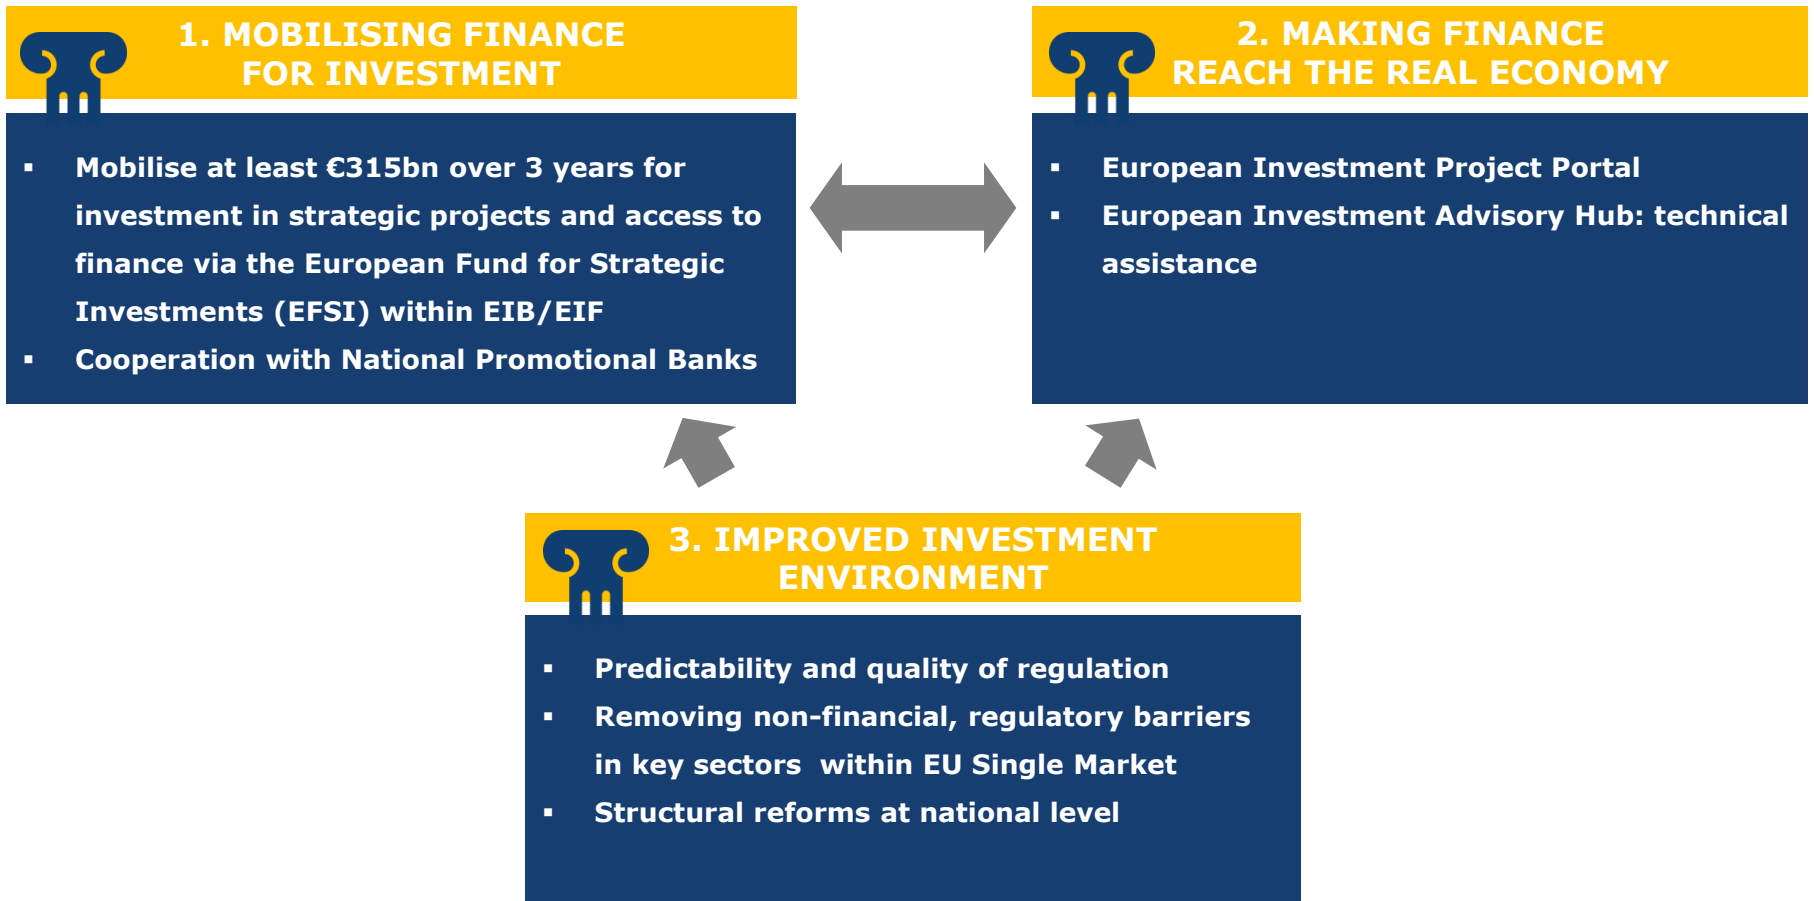 1. MOBILISING FINANCE
FOR INVESTMENT
▪ Mobilise at least €315bn over 3 years for
investment in strategic projects and access to
finance via the European Fund for Strategic
Investments (EFSI) within EIB/EIF
▪ Cooperation with National Promotional Banks
2. MAKING FINANCE
REACH THE REAL ECONOMY
▪ European Investment Project Portal
▪ European Investment Advisory Hub: technical
assistance
3. IMPROVED INVESTMENT
ENVIRONMENT
▪ Predictability and quality of regulation
▪ Removing non-financial, regulatory barriers
in key sectors within EU Single Market
▪ Structural reforms at national level